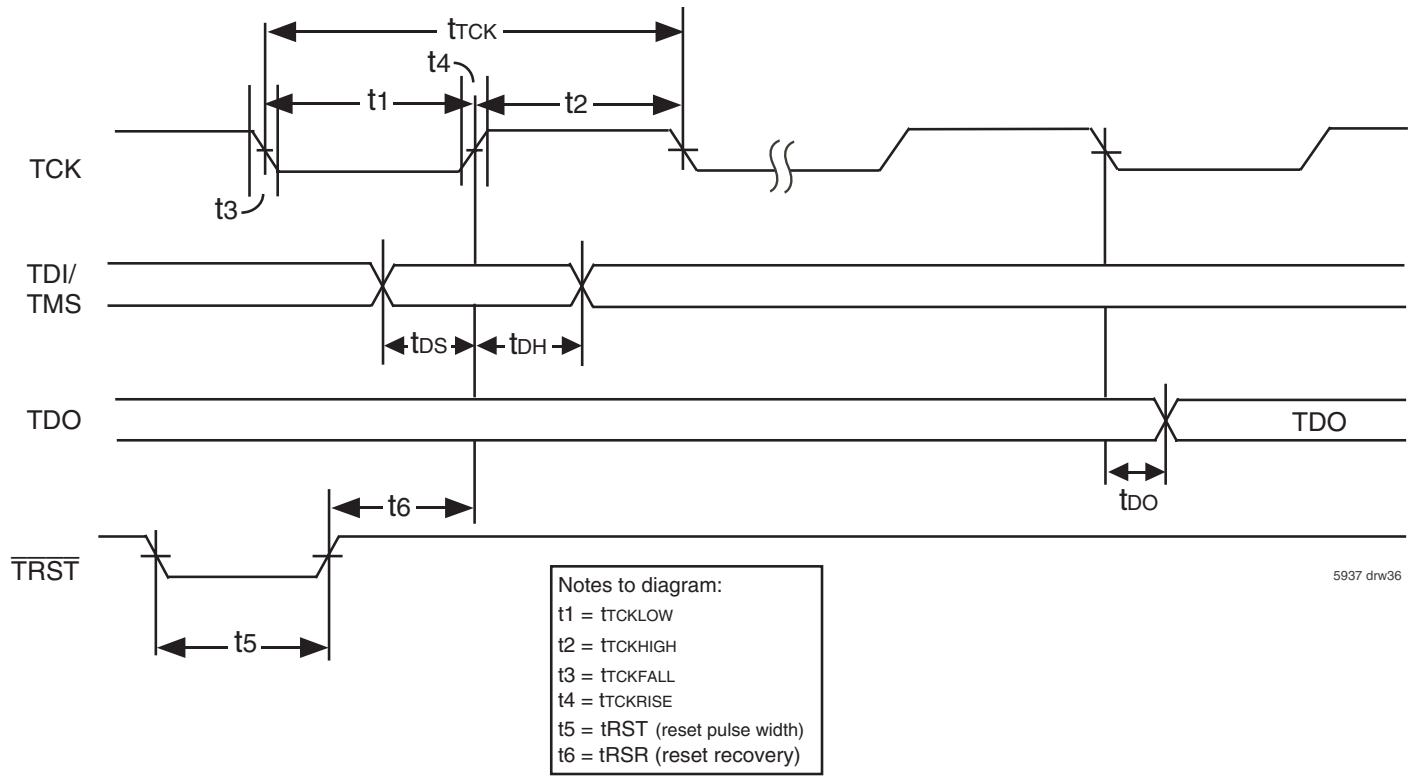 tTCK
t4
t1
t2
TCK
t3
TDI/
TMS
tDS
tDH
TDO
TDO
tDO
t6
TRST
t5
5937 drw36
Notes to diagram:
t1 = tTCKLOW
t2 = tTCKHIGH
t3 = tTCKFALL
t4 = tTCKRISE
t5 = tRST (reset pulse width)
t6 = tRSR (reset recovery)